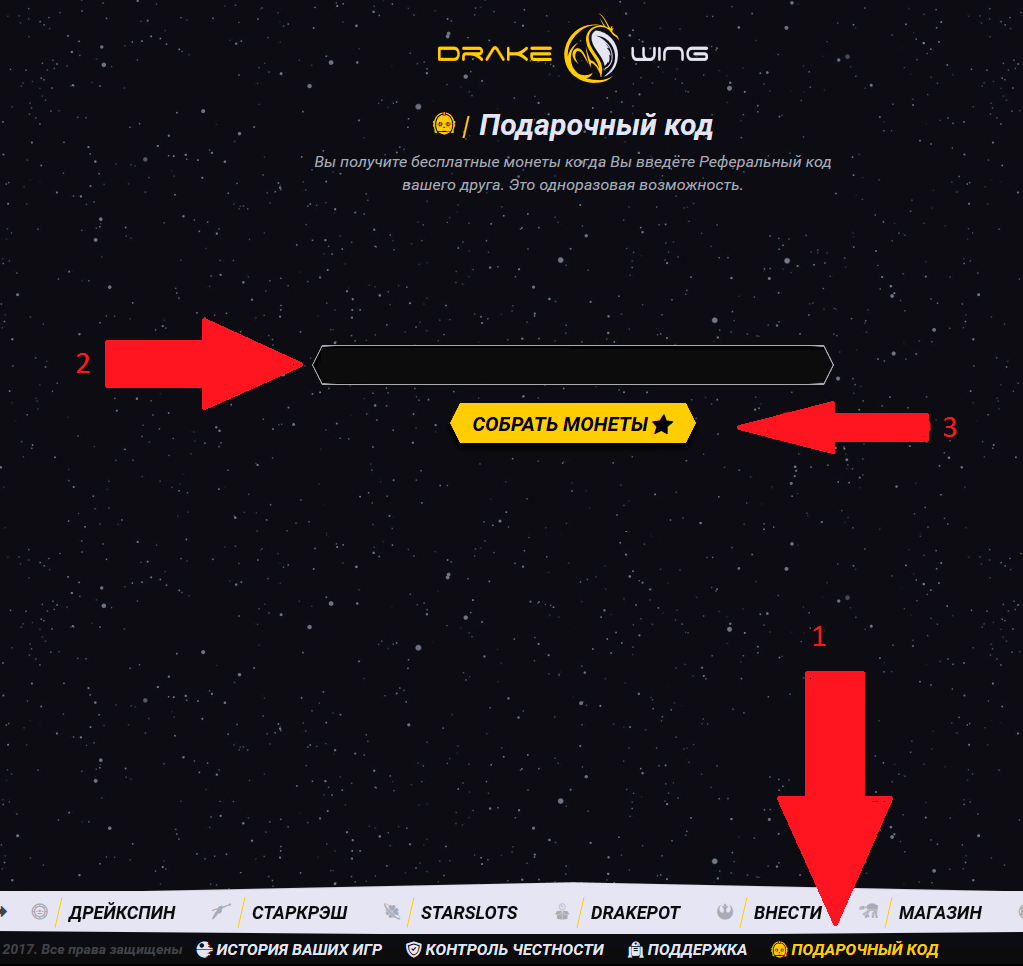 DRAKE WING
Подарочный код
Вы получите бесплатные монеты когда Вы введёте Реферальный код
вашего друга. Это одноразовая возможность.
2
СОБРАТЬ МОНЕТЫ
3
1
ДРЕЙКСПИН СТАРКРЭШ STARSLOTS DRAKEPOT ВНЕСТИ МАГАЗИН
2017. Все права защищены ИСТОРИЯ ВАШИХ ИГР КОНТРОЛЬ ЧЕСТНОСТИ ПОДДЕРЖКА ПОДАРОЧНЫЙ КОД